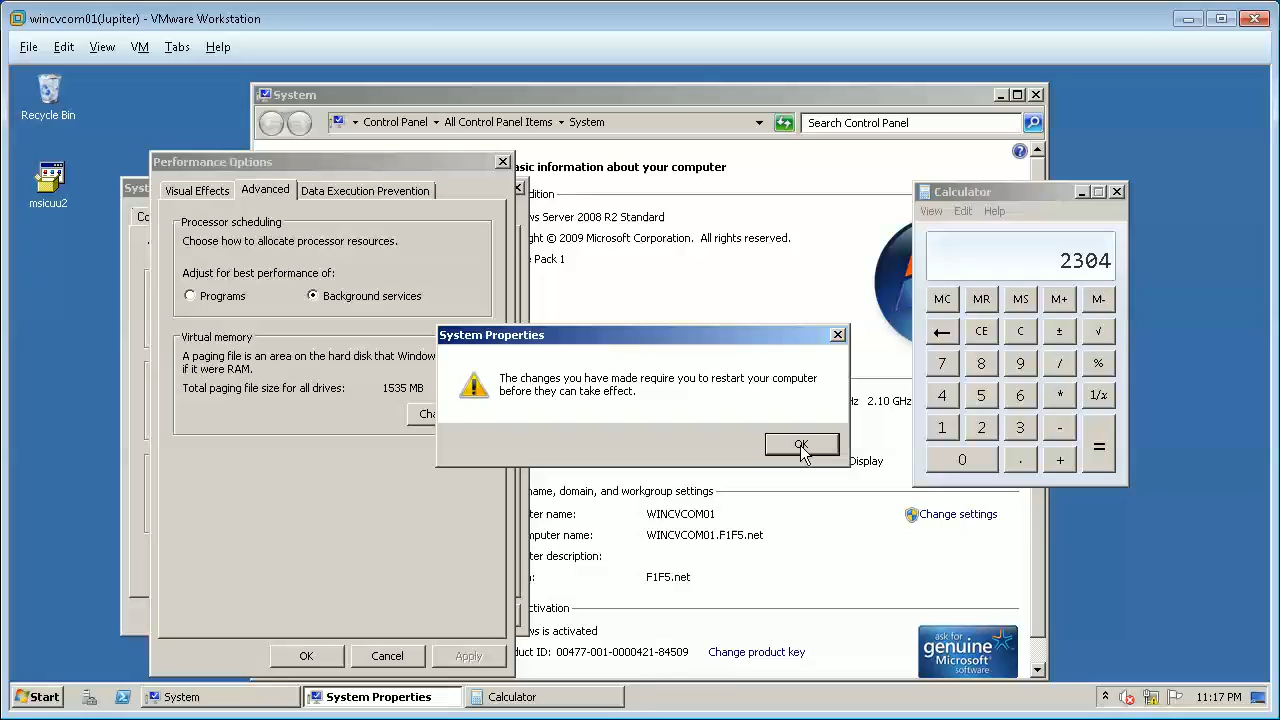 wincvcom01(Jupiter) - VMware Workstation
File Edit View VM Tabs Help
Recycle Bin
msicuu2
System
Control Panel All Control Panel Items System
Search Control Panel
asic information about your computer
dition
ws Server 2008 R2 Standard
ght © 2009 Microsoft Corporation. All rights reserved.
e Pack 1
Hz 2.10 GHz
Display
name, domain, and workgroup settings
ter name: WINCVCOM01
Change settings
mputer name: WINCVCOM01.F1F5.net
ter description:
n: F1F5.net
ctivation
ws is activated
duct ID: 00477-001-0000421-84509 Change product key
ask for
genuine
Microsoft
software
Sys
Co
Performance Options
Visual Effects Advanced Data Execution Prevention
Processor scheduling
Choose how to allocate processor resources.
Adjust for best performance of:
Programs Background services
Virtual memory
A paging file is an area on the hard disk that Window
if it were RAM.
Total paging file size for all drives: 1535 MB
Cha
OK Cancel Apply
System Properties
The changes you have made require you to restart your computer
before they can take effect.
OK
Calculator
View Edit Help
2304
MC MR MS M+ M-
← CE C ± √
7 8 9 / %
4 5 6 * 1/x
1 2 3 - =
0 . +
Start System System Properties Calculator 11:17 PM